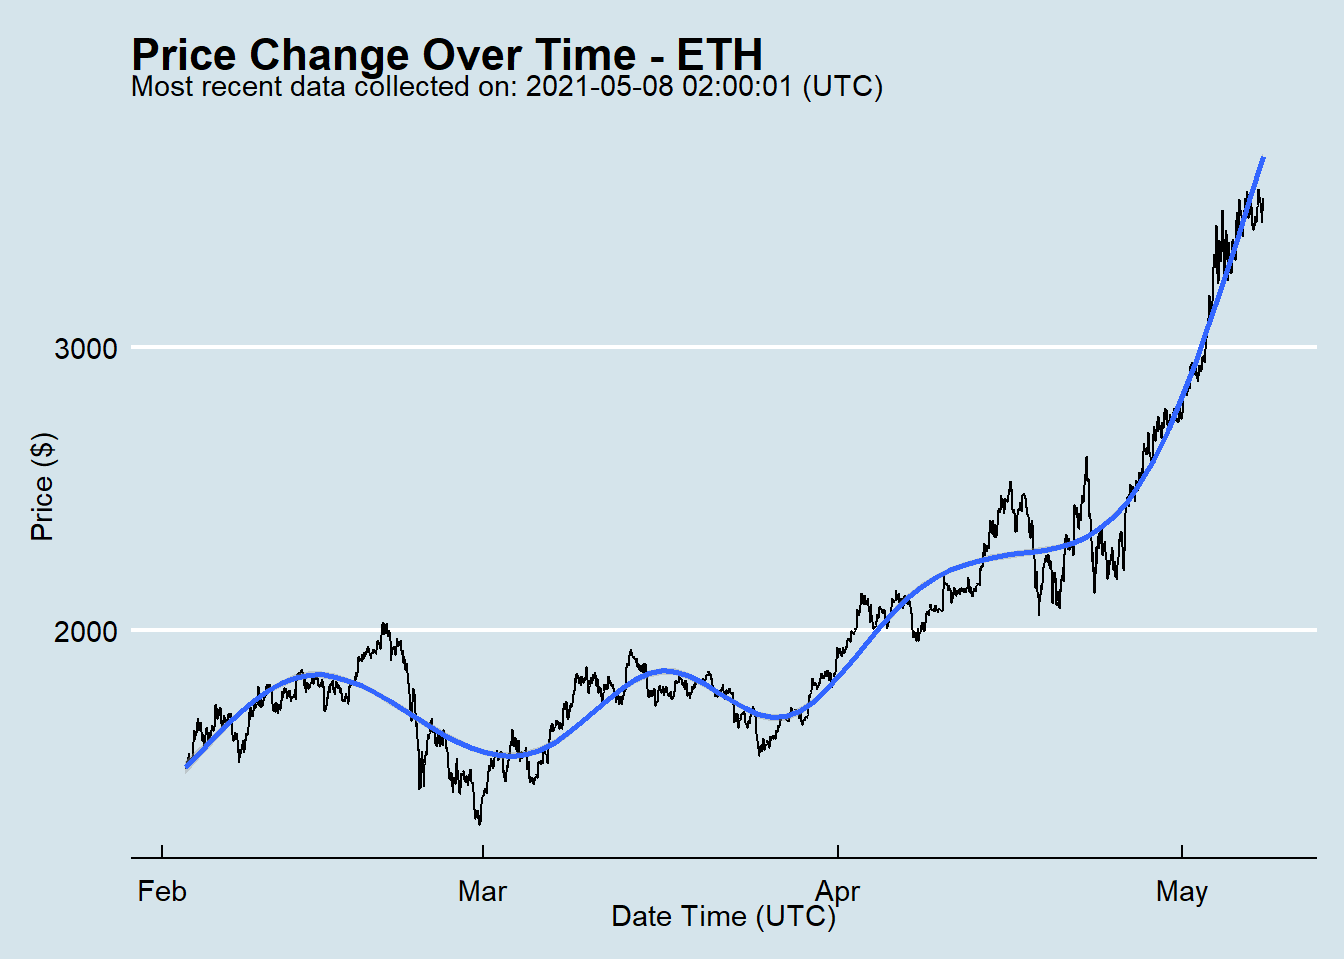 Price Change Over Time - ETH
Most recent data collected on: 2021-05-08 02:00:01 (UTC)
3000
Price ($)
2000
Feb Mar Apr May
Date Time (UTC)